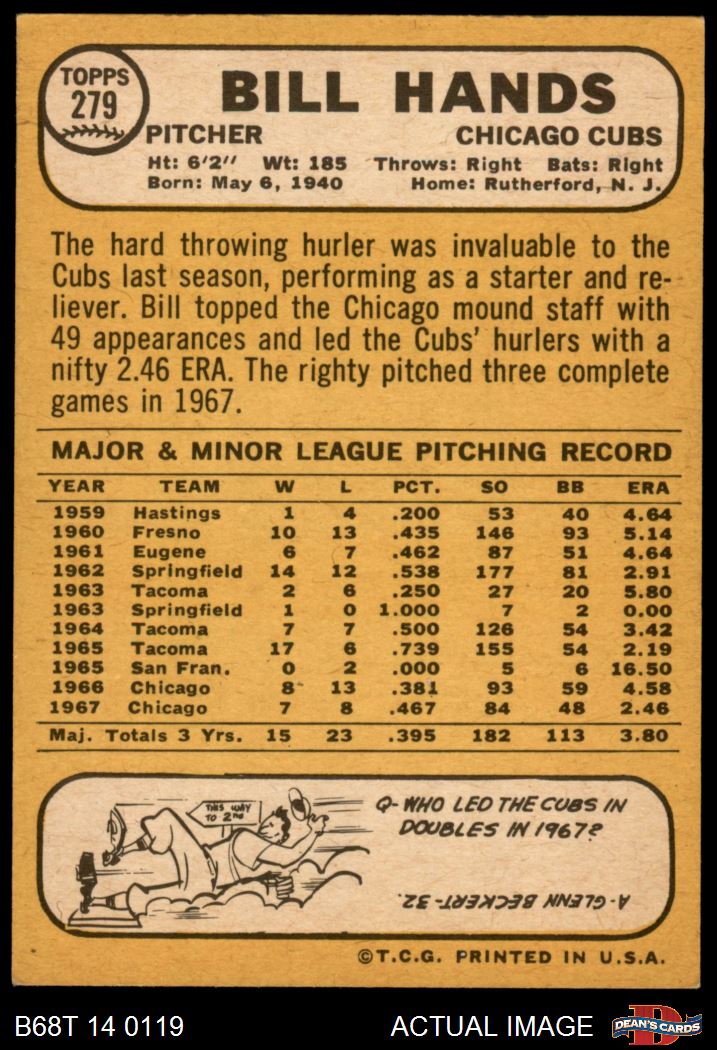 TOPPS
279
BILL HANDS
PITCHER CHICAGO CUBS
Ht: 6'2" Wt: 185 Throws: Right Bats: Right
Born: May 6, 1940 Home: Rutherford, N. J.
The hard throwing hurler was invaluable to the
Cubs last season, performing as a starter and re-
liever. Bill topped the Chicago mound staff with
49 appearances and led the Cubs' hurlers with a
nifty 2.46 ERA. The righty pitched three complete
games in 1967.
MAJOR & MINOR LEAGUE PITCHING RECORD
YEAR TEAM W L PCT. SO BB ERA
1959 Hastings 1 4 .200 53 40 4.64
1960 Fresno 10 13 .435 146 93 5.14
1961 Eugene 6 7 .462 87 51 4.64
1962 Springfield 14 12 .538 177 81 2.91
1963 Tacoma 2 6 .250 27 20 5.80
1963 Springfield 1 0 1.000 7 2 0.00
1964 Tacoma 7 7 .500 126 54 3.42
1965 Tacoma 17 6 .739 155 54 2.19
1965 San Fran. 0 2 .000 5 6 16.50
1966 Chicago 8 13 .381 93 59 4.58
1967 Chicago 7 8 .467 84 48 2.46
Maj. Totals 3 Yrs. 15 23 .395 182 113 3.80
THIS WAY
TO 2ND
Q-WHO LED THE CUBS IN
DOUBLES IN 1967?
A-GLENN BECKERT-32.
©T.C.G. PRINTED IN U.S.A.
B68T 14 0119 ACTUAL IMAGE
D
DEAN'S CARDS